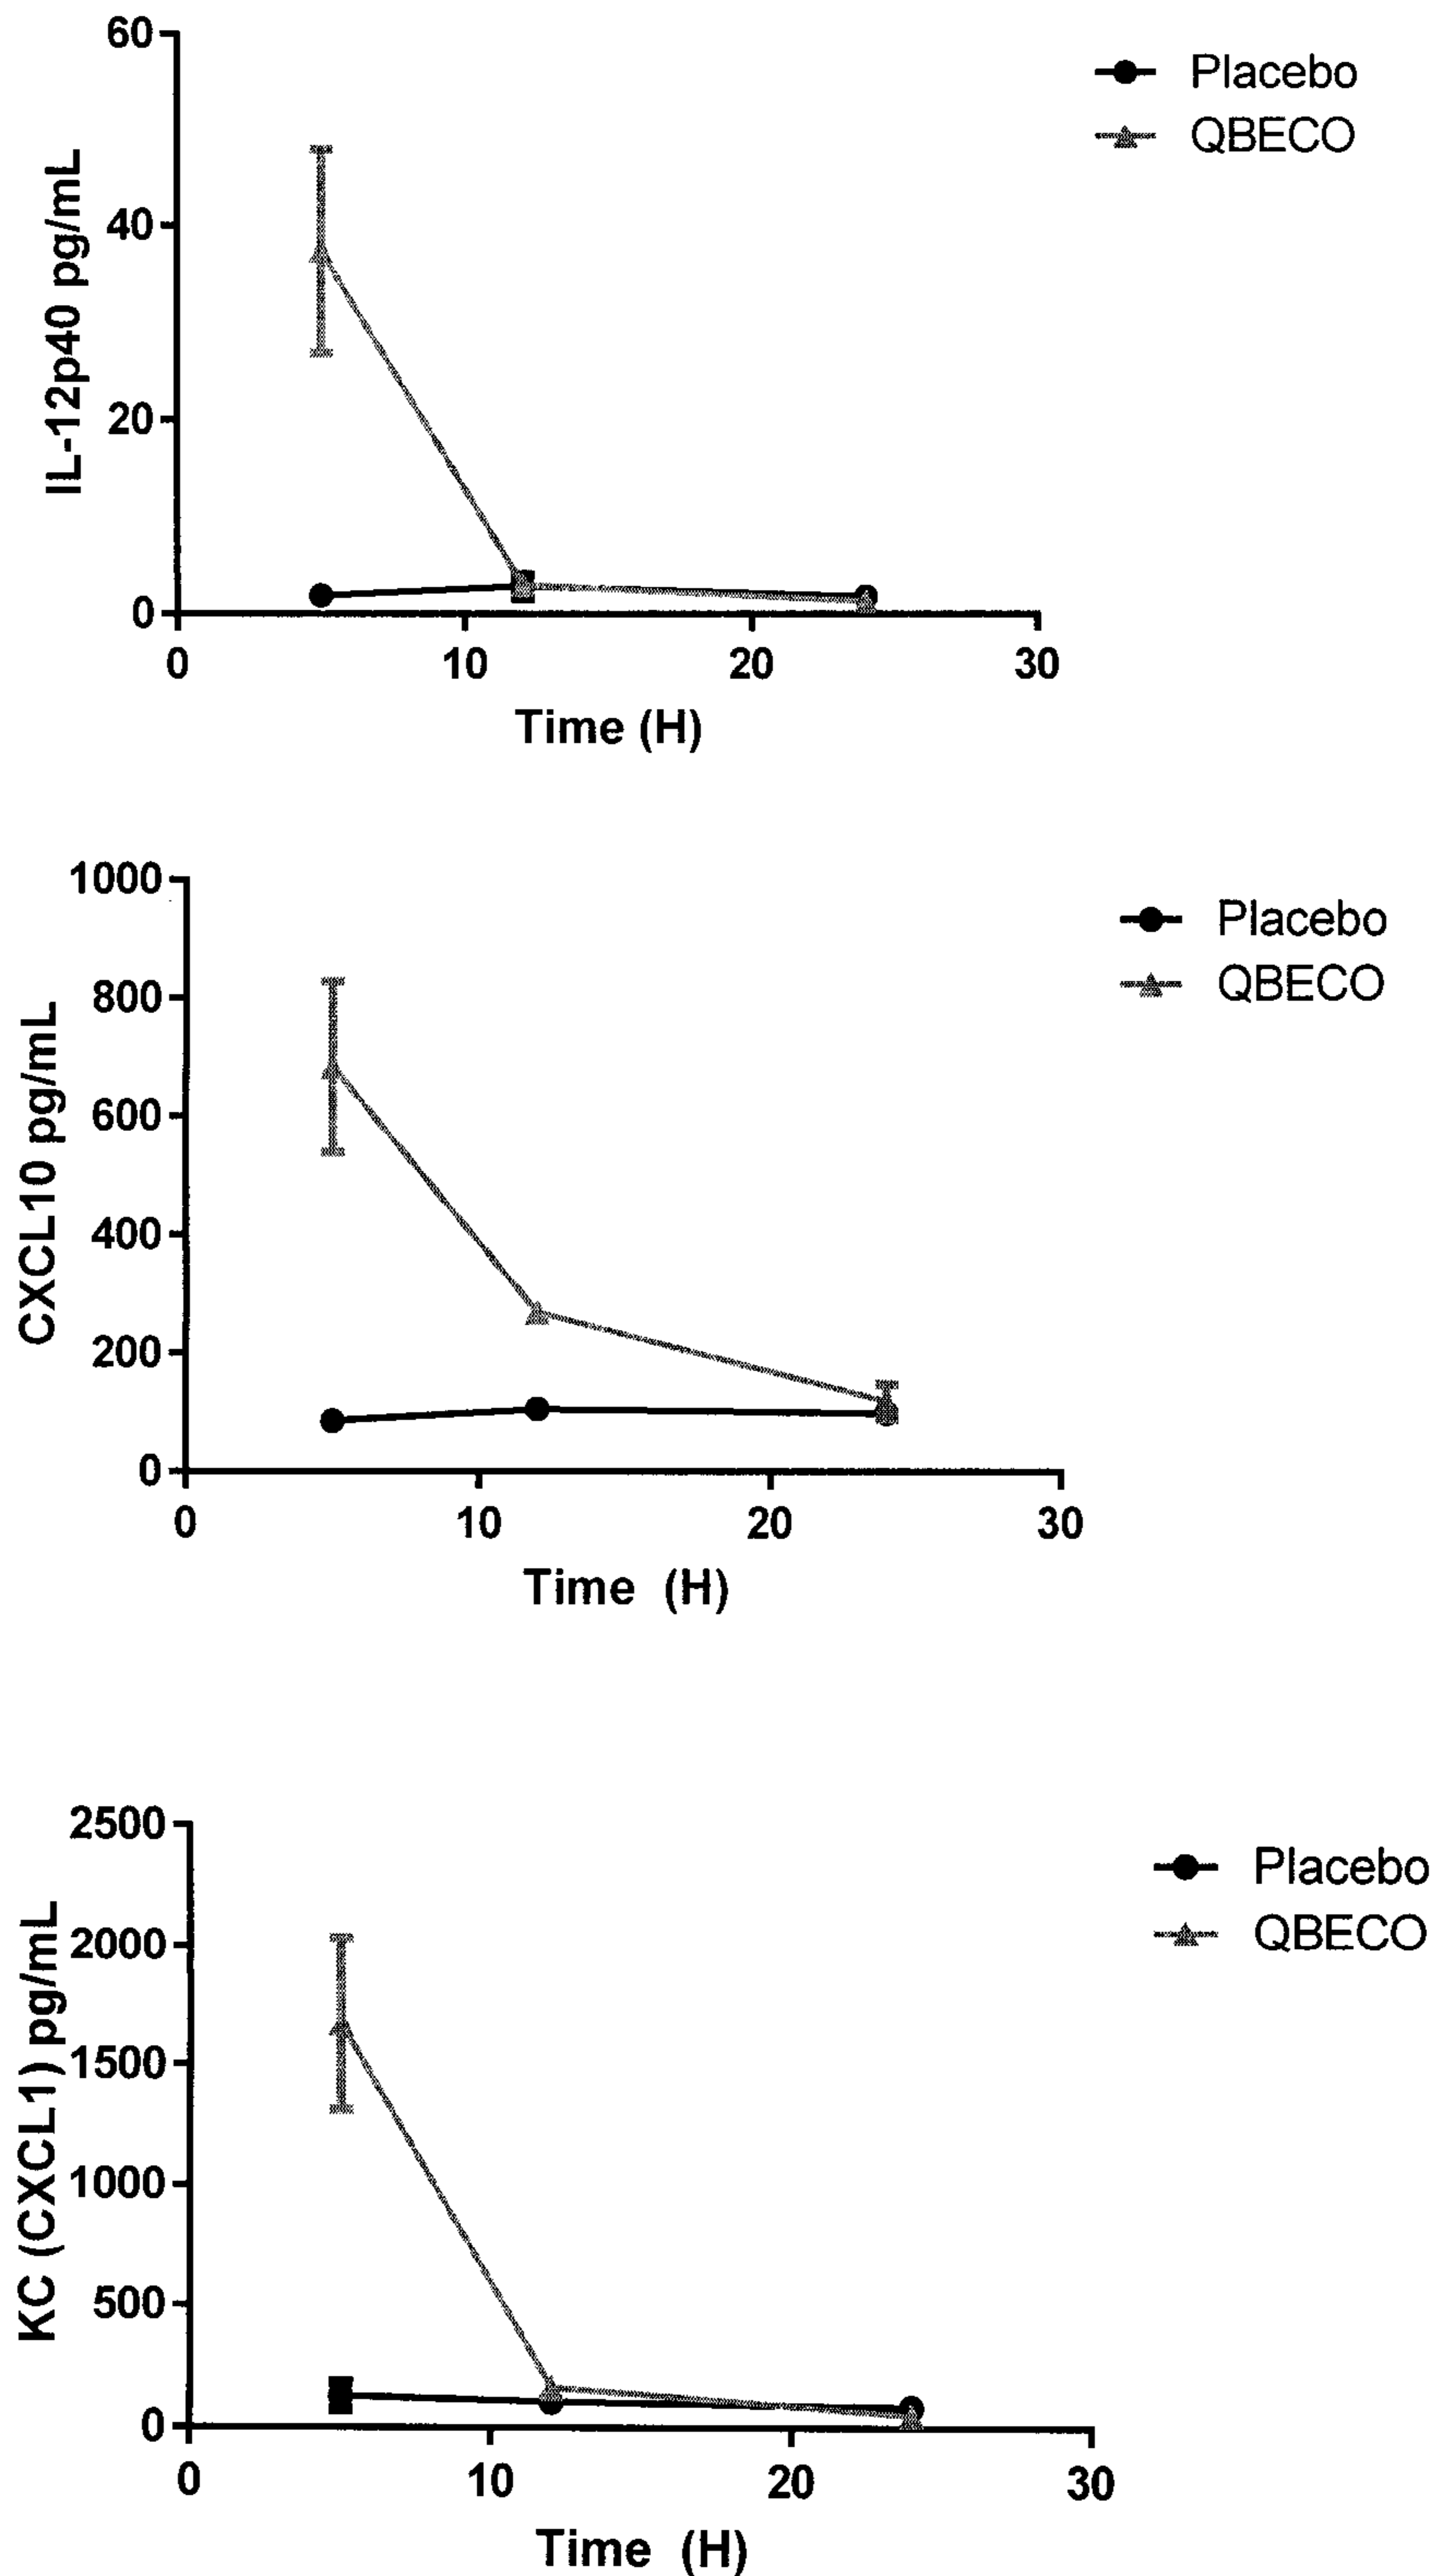 60
40
20
0
IL-12p40 pg/mL
0 10 20 30
Time (H)
Placebo
QBECO
1000
800
600
400
200
0
CXCL10 pg/mL
0 10 20 30
Time (H)
Placebo
QBECO
2500
2000
1500
1000
500
0
KC (CXCL1) pg/mL
0 10 20 30
Time (H)
Placebo
QBECO